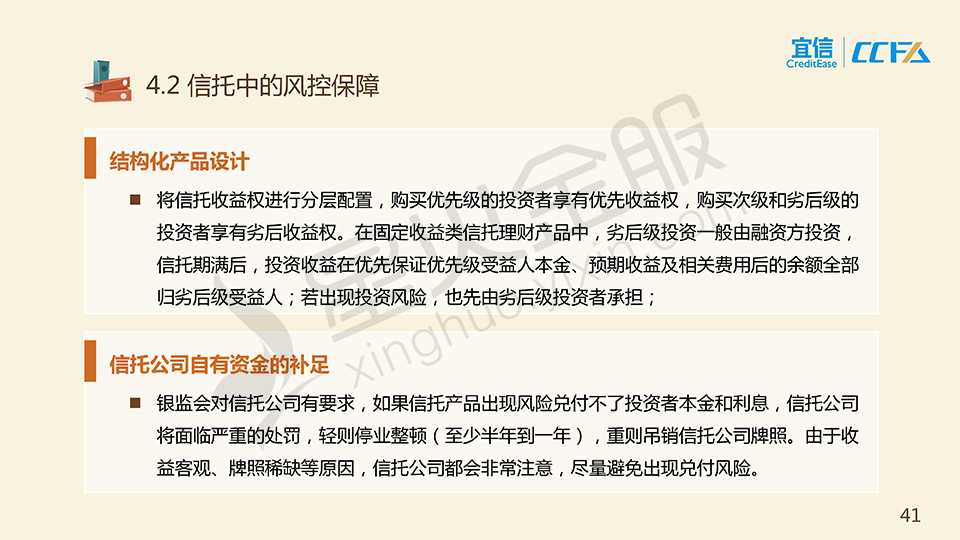 宜信
CreditEase
CCFA
4.2 信托中的风控保障
结构化产品设计
将信托收益权进行分层配置，购买优先级的投资者享有优先收益权，购买次级和劣后级的
投资者享有劣后收益权。在固定收益类信托理财产品中，劣后级投资一般由融资方投资，
信托期满后，投资收益在优先保证优先级受益人本金、预期收益及相关费用后的余额全部
归劣后级受益人；若出现投资风险，也先由劣后级投资者承担；
信托公司自有资金的补足
银监会对信托公司有要求，如果信托产品出现风险兑付不了投资者本金和利息，信托公司
将面临严重的处罚，轻则停业整顿（至少半年到一年），重则吊销信托公司牌照。由于收
益客观、牌照稀缺等原因，信托公司都会非常注意，尽量避免出现兑付风险。
星火金服
xinghuo.yixin.com
41